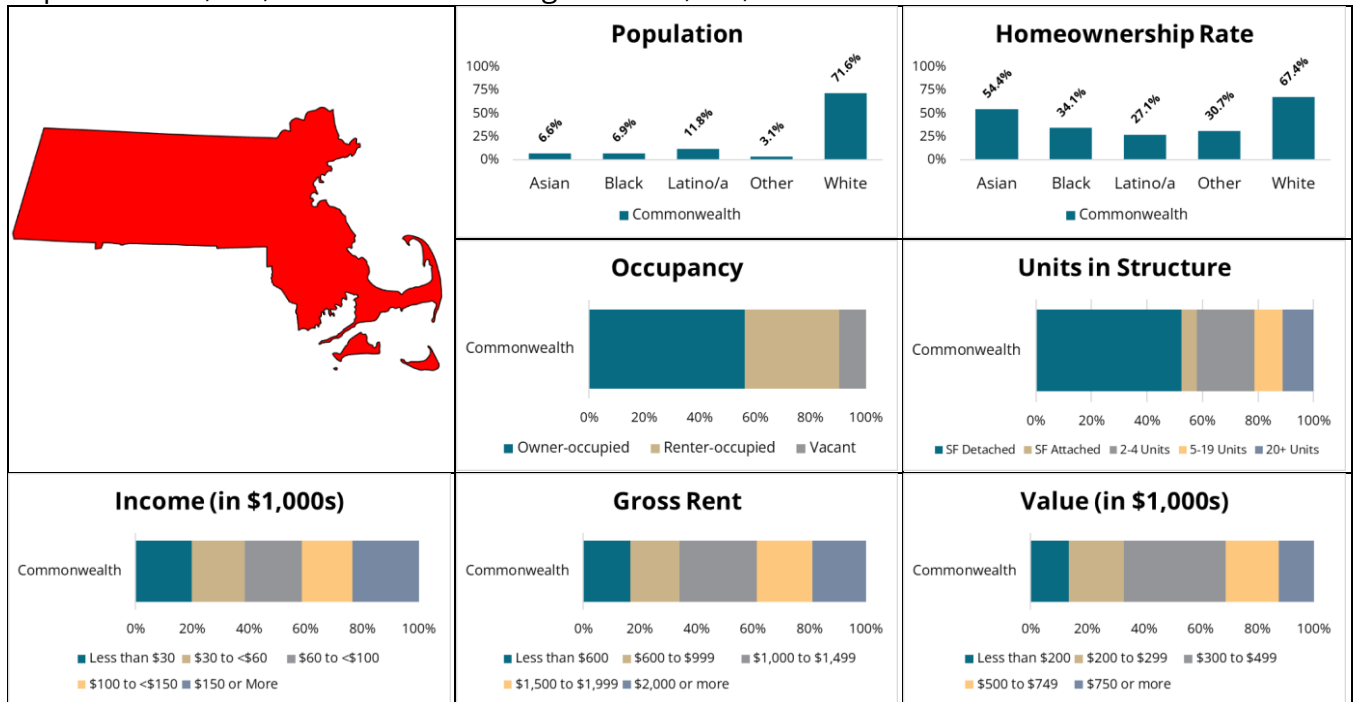 Population
100%
75%
50%
25%
0%
6.6%
6.9%
11.8%
3.1%
71.6%
Asian Black Latino/a Other White
Commonwealth
Homeownership Rate
100%
75%
50%
25%
0%
54.4%
34.1%
27.1%
30.7%
67.4%
Asian Black Latino/a Other White
Commonwealth
Occupancy
Commonwealth
0% 20% 40% 60% 80% 100%
Owner-occupied Renter-occupied Vacant
Units in Structure
Commonwealth
0% 20% 40% 60% 80% 100%
SF Detached SF Attached 2-4 Units 5-19 Units 20+ Units
Income (in $1,000s)
Commonwealth
0% 20% 40% 60% 80% 100%
Less than $30 $30 to <$60 $60 to <$100
$100 to <$150 $150 or More
Gross Rent
Commonwealth
0% 20% 40% 60% 80% 100%
Less than $600 $600 to $999 $1,000 to $1,499
$1,500 to $1,999 $2,000 or more
Value (in $1,000s)
Commonwealth
0% 20% 40% 60% 80% 100%
Less than $200 $200 to $299 $300 to $499
$500 to $749 $750 or more